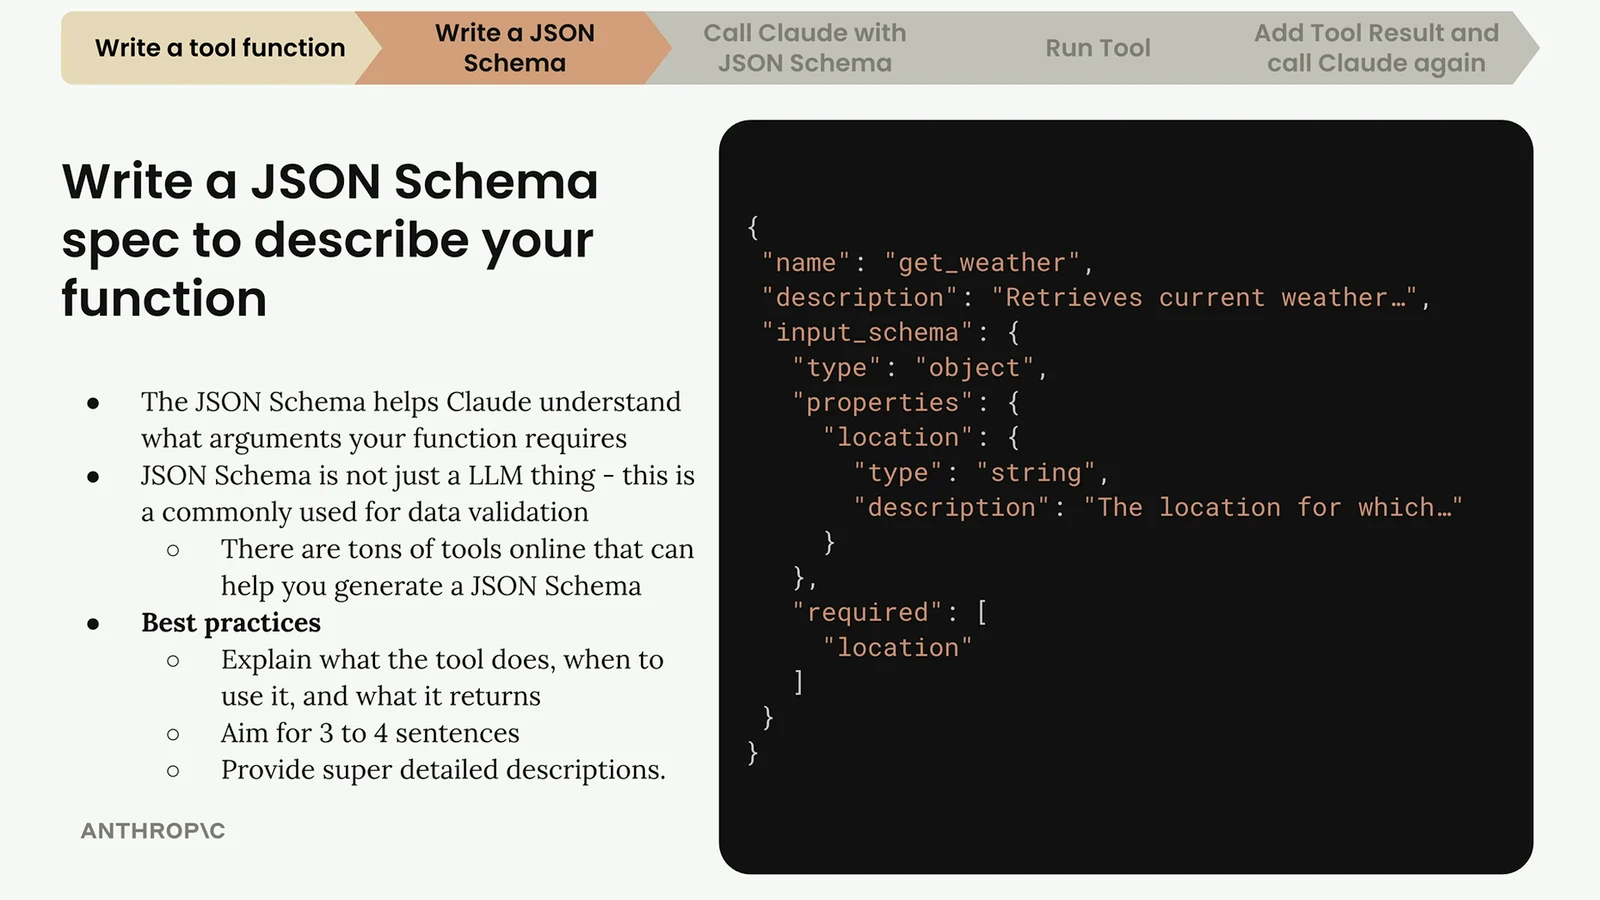 Write a tool function
Write a JSON
Schema
Call Claude with
JSON Schema
Run Tool
Add Tool Result and
call Claude again
Write a JSON Schema
spec to describe your
function
● The JSON Schema helps Claude understand
what arguments your function requires
● JSON Schema is not just a LLM thing - this is
a commonly used for data validation
○ There are tons of tools online that can
help you generate a JSON Schema
● Best practices
○ Explain what the tool does, when to
use it, and what it returns
○ Aim for 3 to 4 sentences
○ Provide super detailed descriptions.
ANTHROP\C
{
"name": "get_weather",
"description": "Retrieves current weather…",
"input_schema": {
"type": "object",
"properties": {
"location": {
"type": "string",
"description": "The location for which…"
}
},
"required": [
"location"
]
}
}